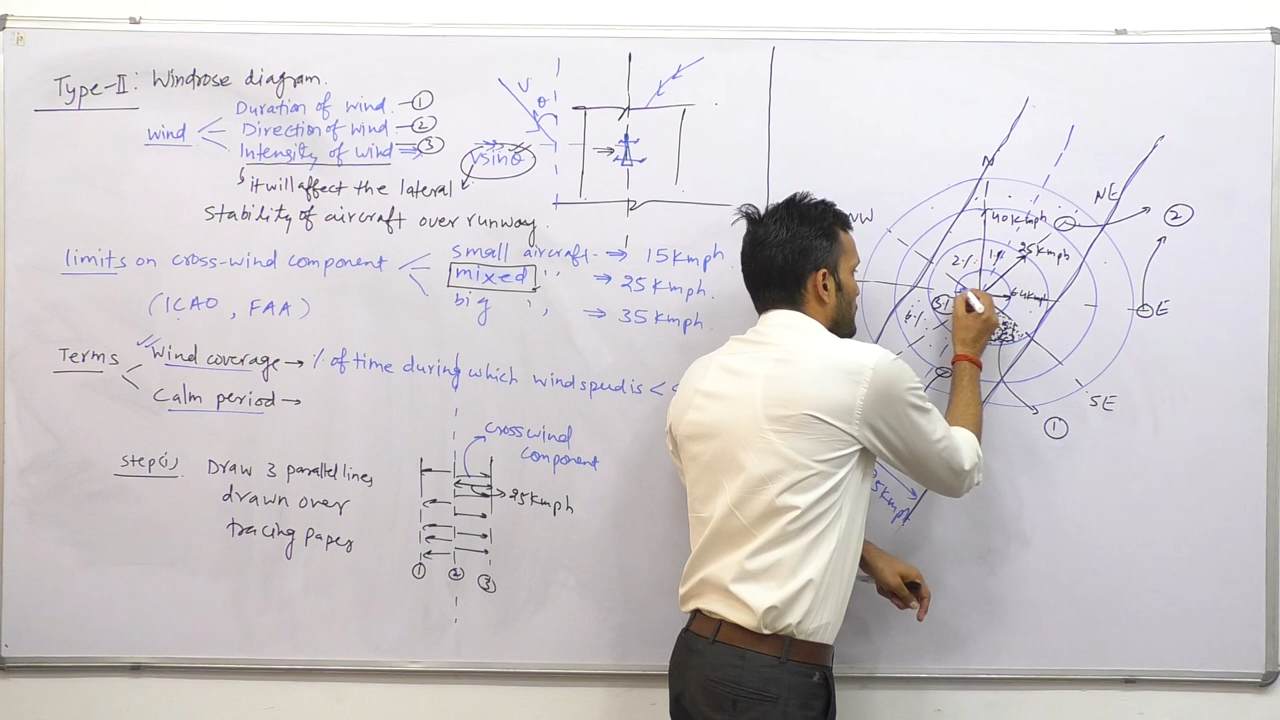 Type-II: Windrose diagram.
wind
Duration of wind. - 1
Direction of wind - 2
Intensity of wind ⇒ 3
it will affect the lateral
stability of aircraft over runway.
V
θ
Vsinθ
limits on cross-wind component
(ICAO, FAA)
small aircraft. → 15 Kmph.
mixed ,, → 25 Kmph.
big ,, ⇒ 35 Kmph.
Terms
Wind coverage → % of time during which wind speed is <
Calm period →
Step(i) Draw 3 parallel lines
drawn over
tracing paper
cross wind
component
25 Kmph
1 2 3
N
NE
NW
E
SE
40 Kmph
25 Kmph
6.4 Kmph
2%.
1%
6%.
2
1